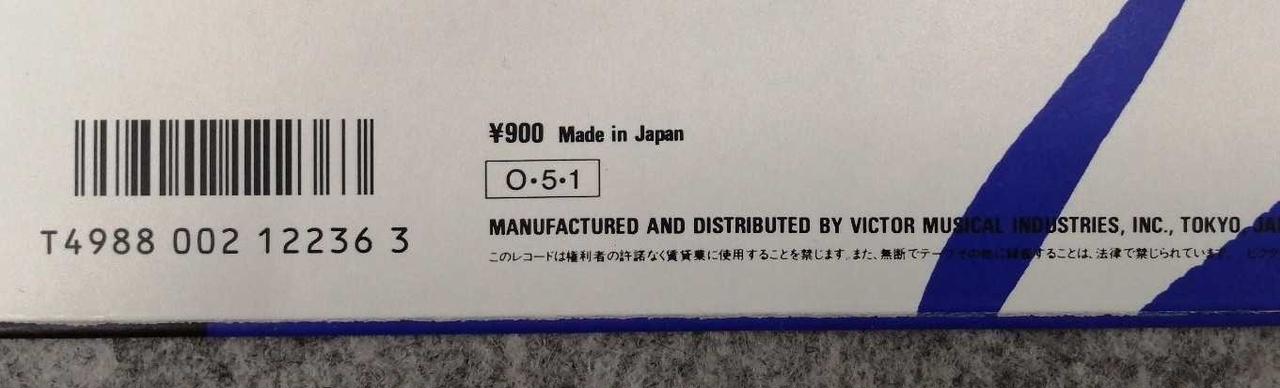 ¥900 Made in Japan
O・5・1
T4988 002 12236 3
MANUFACTURED AND DISTRIBUTED BY VICTOR MUSICAL INDUSTRIES, INC., TOKYO, JA
このレコードは権利者の許諾なく賃貸業に使用することを禁じます。また、無断でテープその他に録音することは、法律で禁じられています。 ビクタ